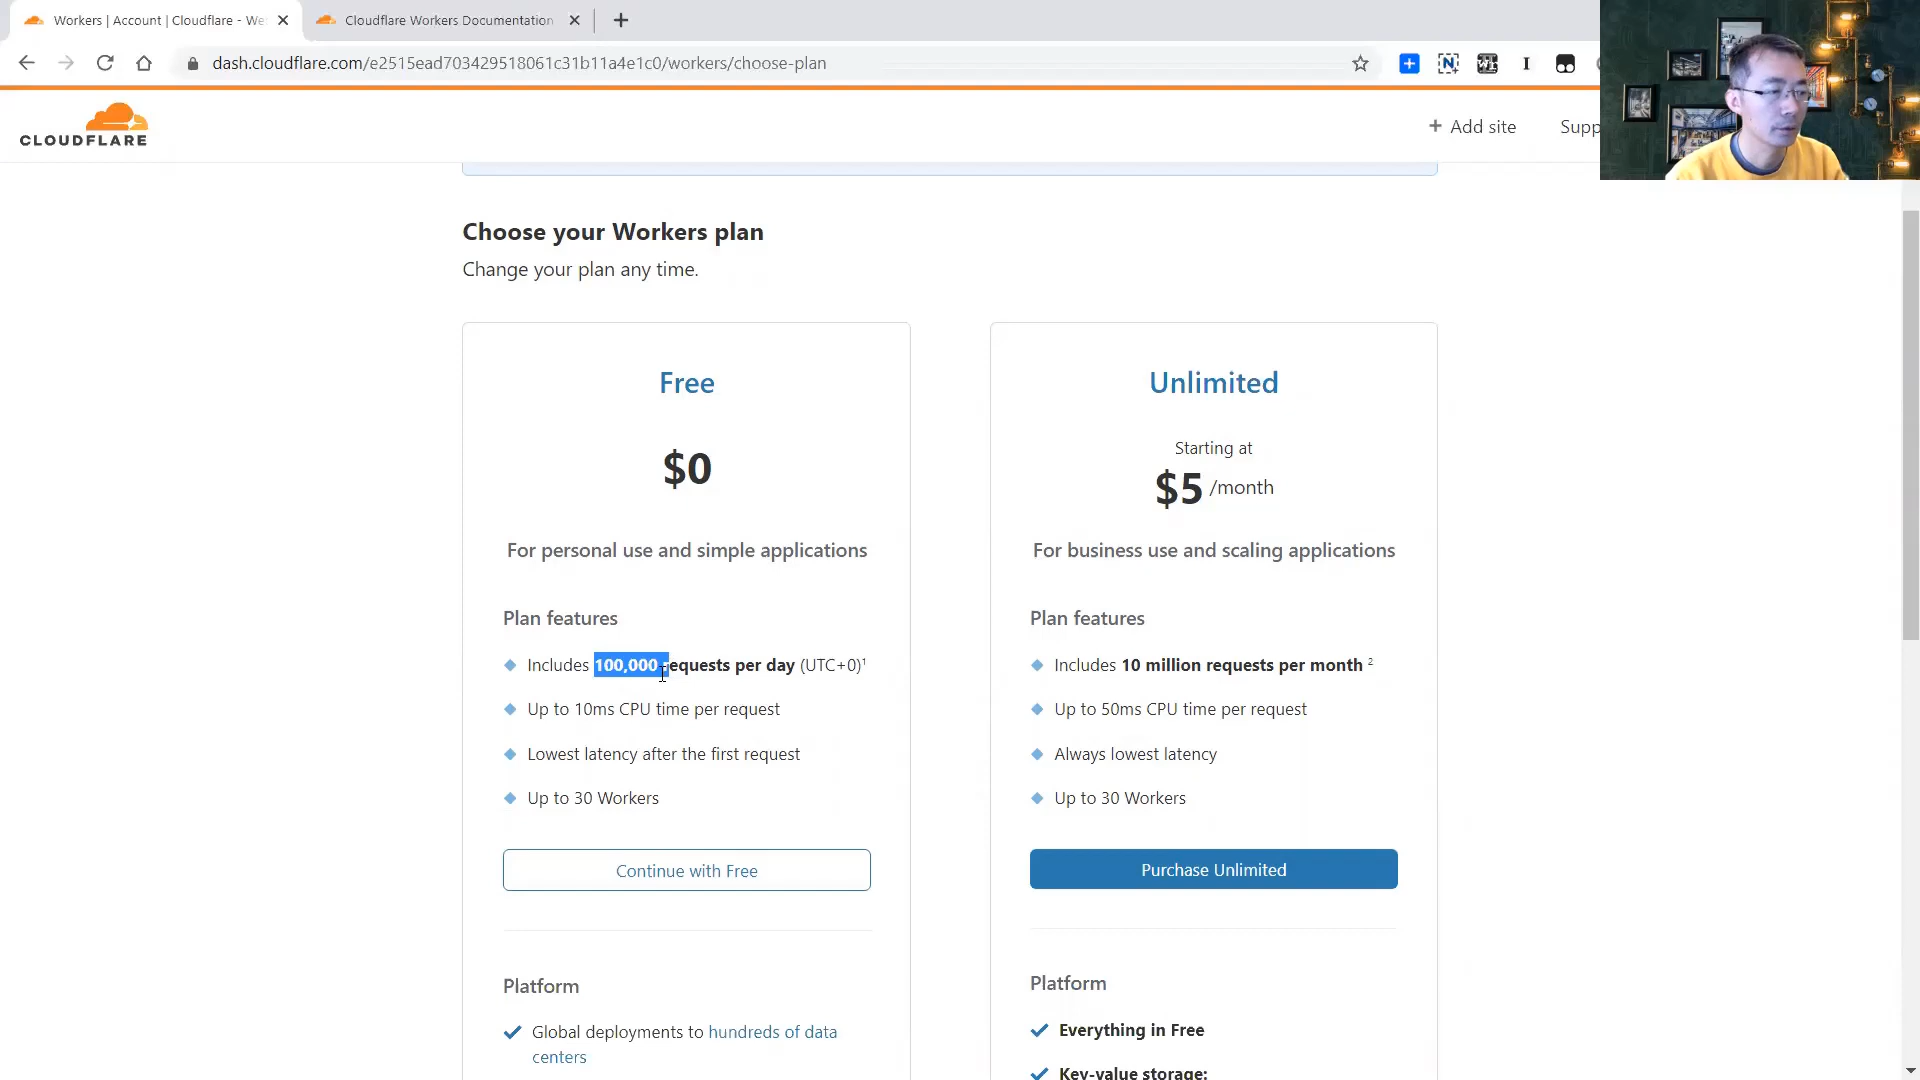 Workers | Account | Cloudflare - We
Cloudflare Workers Documentation
dash.cloudflare.com/e2515ead703429518061c31b11a4e1c0/workers/choose-plan
CLOUDFLARE
+ Add site
Supp
Choose your Workers plan
Change your plan any time.
Free
$0
For personal use and simple applications
Plan features
Includes 100,000 requests per day (UTC+0)¹
Up to 10ms CPU time per request
Lowest latency after the first request
Up to 30 Workers
Continue with Free
Platform
Global deployments to hundreds of data
centers
Unlimited
Starting at
$5 /month
For business use and scaling applications
Plan features
Includes 10 million requests per month ²
Up to 50ms CPU time per request
Always lowest latency
Up to 30 Workers
Purchase Unlimited
Platform
Everything in Free
Key-value storage: